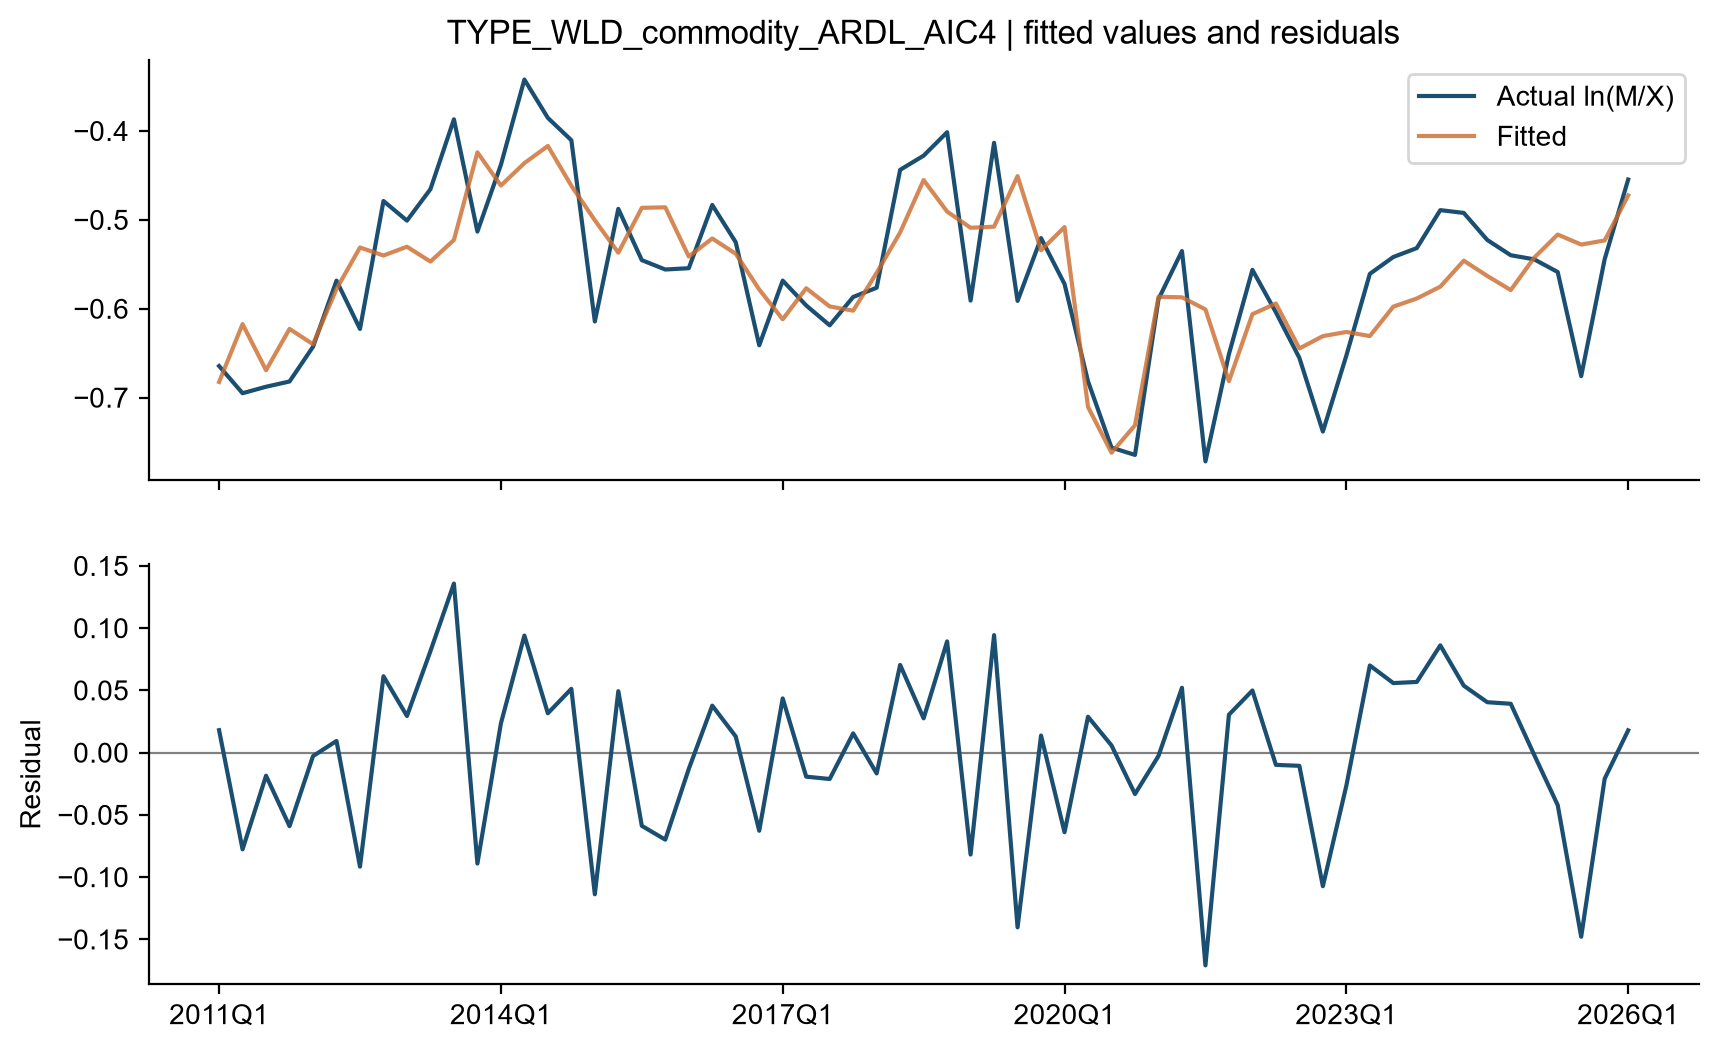 TYPE_WLD_commodity_ARDL_AIC4 | fitted values and residuals
Actual ln(M/X)
Fitted
−0.4
−0.5
−0.6
−0.7
0.15
0.10
0.05
0.00
−0.05
−0.10
−0.15
Residual
2011Q1
2014Q1
2017Q1
2020Q1
2023Q1
2026Q1